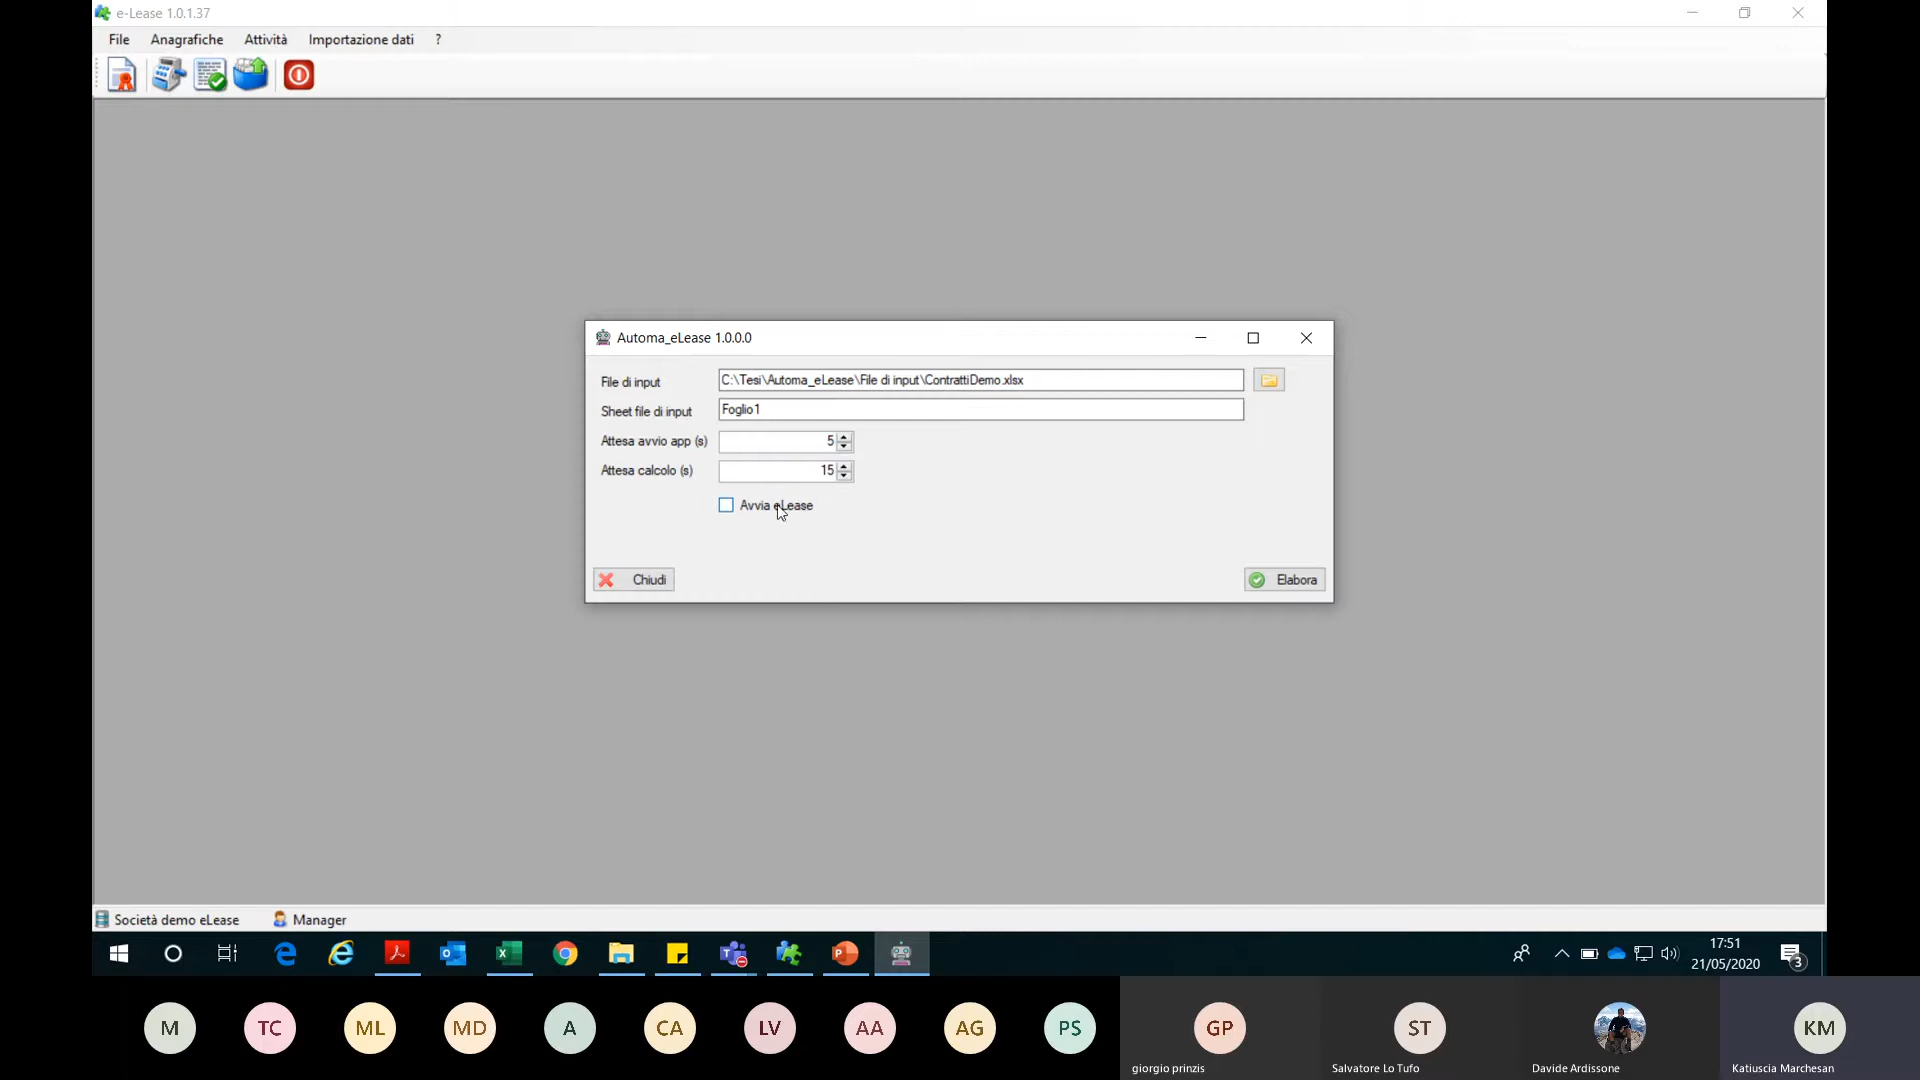 e-Lease 1.0.1.37
File Anagrafiche Attività Importazione dati ?
Automa_eLease 1.0.0.0
File di input C:\Tesi\Automa_eLease\File di input\ContrattiDemo.xlsx
Sheet file di input Foglio1
Attesa avvio app (s) 5
Attesa calcolo (s) 15
Avvia eLease
Chiudi Elabora
Società demo eLease Manager
17:51
21/05/2020
3
M TC ML MD A CA LV AA AG PS GP ST KM
giorgio prinzis Salvatore Lo Tufo Davide Ardissone Katiuscia Marchesan